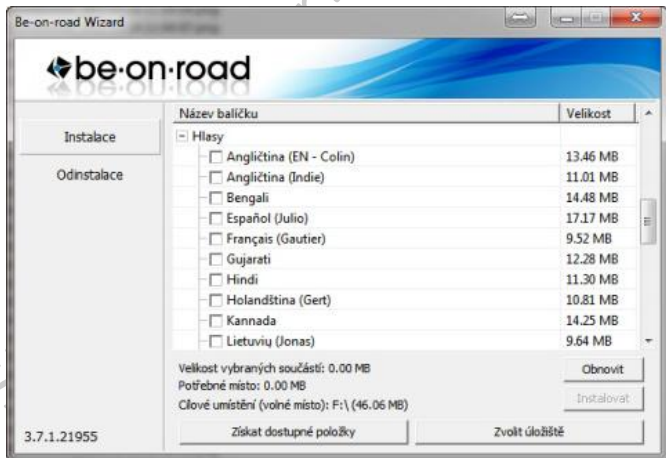 Be-on-road Wizard
be·on·road
Název balíčku Velikost
Instalace
Odinstalace
Hlasy
Angličtina (EN - Colin) 13.46 MB
Angličtina (Indie) 11.01 MB
Bengali 14.48 MB
Español (Julio) 17.17 MB
Français (Gautier) 9.52 MB
Gujarati 12.28 MB
Hindi 11.30 MB
Holandština (Gert) 10.81 MB
Kannada 14.25 MB
Lietuvių (Jonas) 9.64 MB
Velikost vybraných součástí: 0.00 MB
Potřebné místo: 0.00 MB
Cílové umístění (volné místo): F:\ (46.06 MB)
Obnovit
Instalovat
3.7.1.21955
Získat dostupné položky
Zvolit úložiště